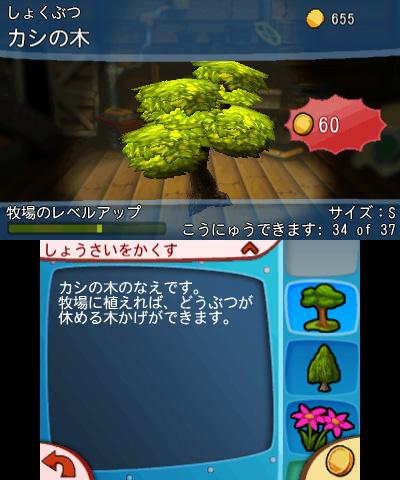 しょくぶつ
655
カシの木
60
牧場のレベルアップ
サイズ：S
こうにゅうできます: 34 of 37
しょうさいをかくす
カシの木のなえです。
牧場に植えれば、どうぶつが
休める木かげができます。